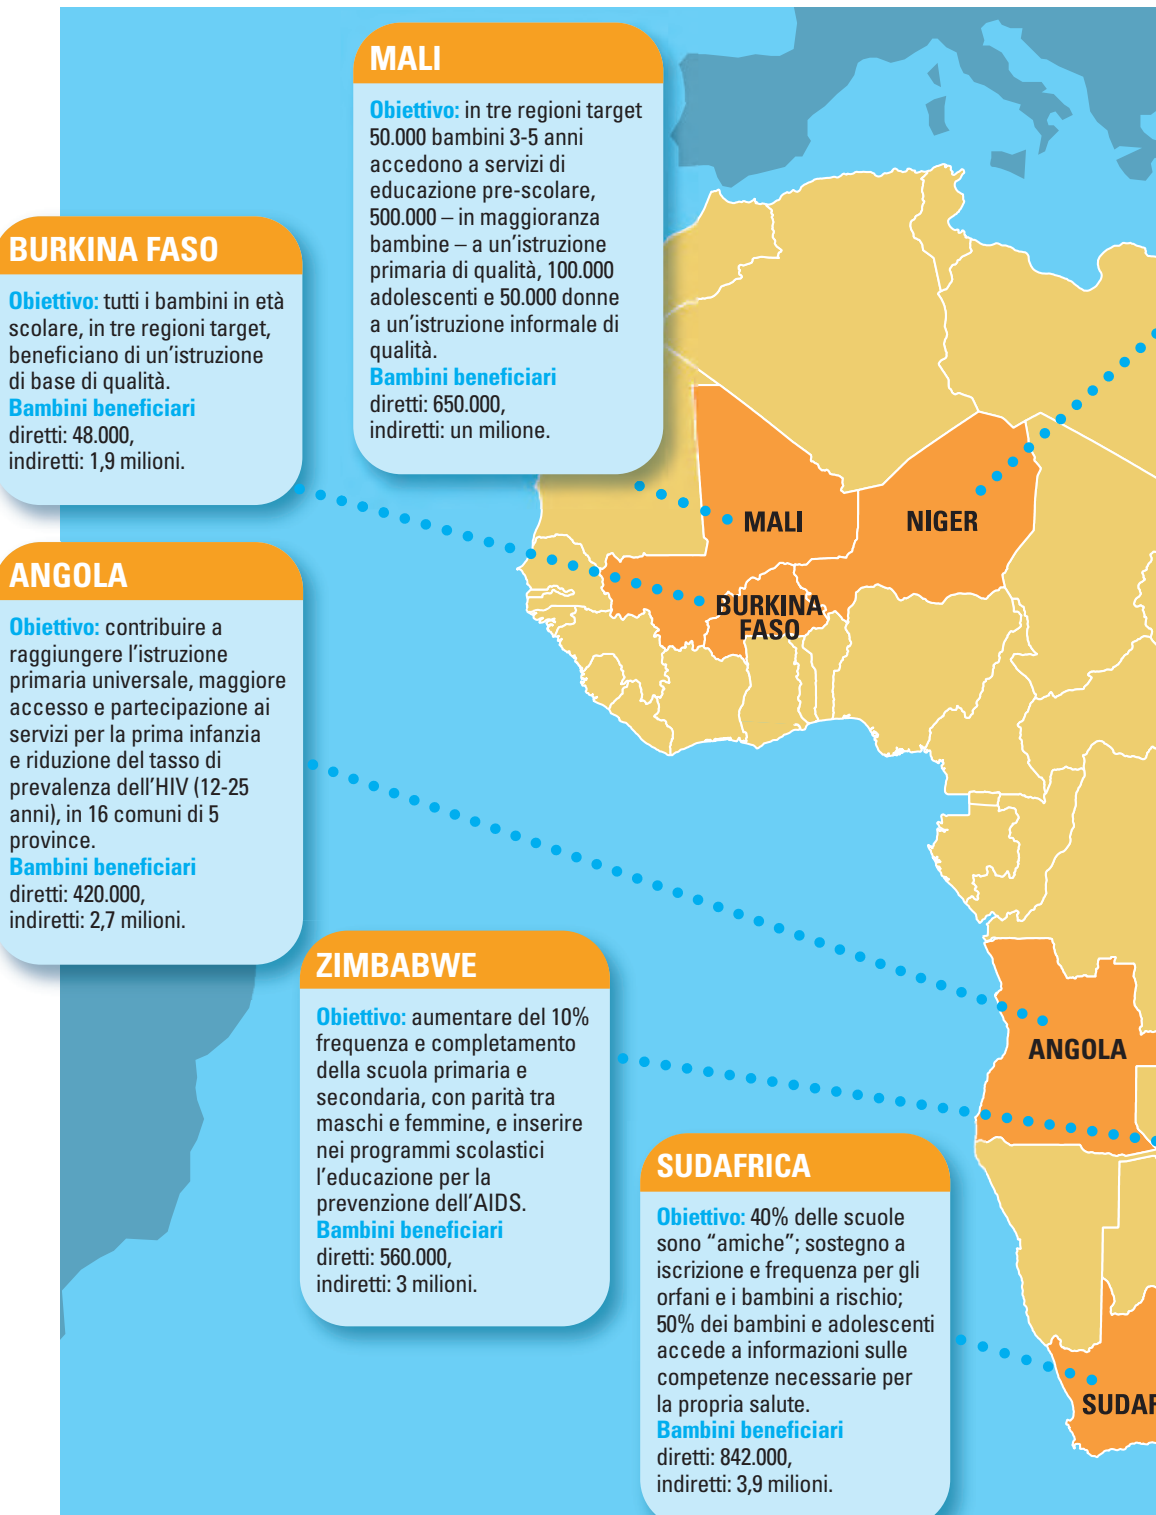 MALI
Obiettivo: in tre regioni target
50.000 bambini 3-5 anni
accedono a servizi di
educazione pre-scolare,
500.000 – in maggioranza
bambine – a un’istruzione
primaria di qualità, 100.000
adolescenti e 50.000 donne
a un’istruzione informale di
qualità.
Bambini beneficiari
diretti: 650.000,
indiretti: un milione.
BURKINA FASO
Obiettivo: tutti i bambini in età
scolare, in tre regioni target,
beneficiano di un’istruzione
di base di qualità.
Bambini beneficiari
diretti: 48.000,
indiretti: 1,9 milioni.
ANGOLA
Obiettivo: contribuire a
raggiungere l’istruzione
primaria universale, maggiore
accesso e partecipazione ai
servizi per la prima infanzia
e riduzione del tasso di
prevalenza dell’HIV (12-25
anni), in 16 comuni di 5
province.
Bambini beneficiari
diretti: 420.000,
indiretti: 2,7 milioni.
ZIMBABWE
Obiettivo: aumentare del 10%
frequenza e completamento
della scuola primaria e
secondaria, con parità tra
maschi e femmine, e inserire
nei programmi scolastici
l’educazione per la
prevenzione dell’AIDS.
Bambini beneficiari
diretti: 560.000,
indiretti: 3 milioni.
SUDAFRICA
Obiettivo: 40% delle scuole
sono “amiche”; sostegno a
iscrizione e frequenza per gli
orfani e i bambini a rischio;
50% dei bambini e adolescenti
accede a informazioni sulle
competenze necessarie per
la propria salute.
Bambini beneficiari
diretti: 842.000,
indiretti: 3,9 milioni.
MALI
NIGER
BURKINA
FASO
ANGOLA
SUDAF